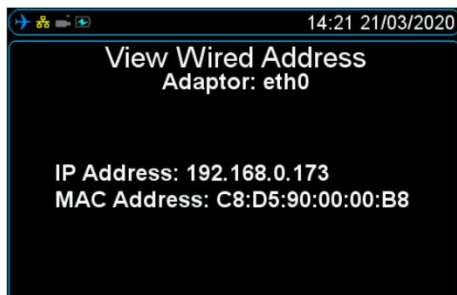 14:21 21/03/2020
View Wired Address
Adaptor: eth0
IP Address: 192.168.0.173
MAC Address: C8:D5:90:00:00:B8